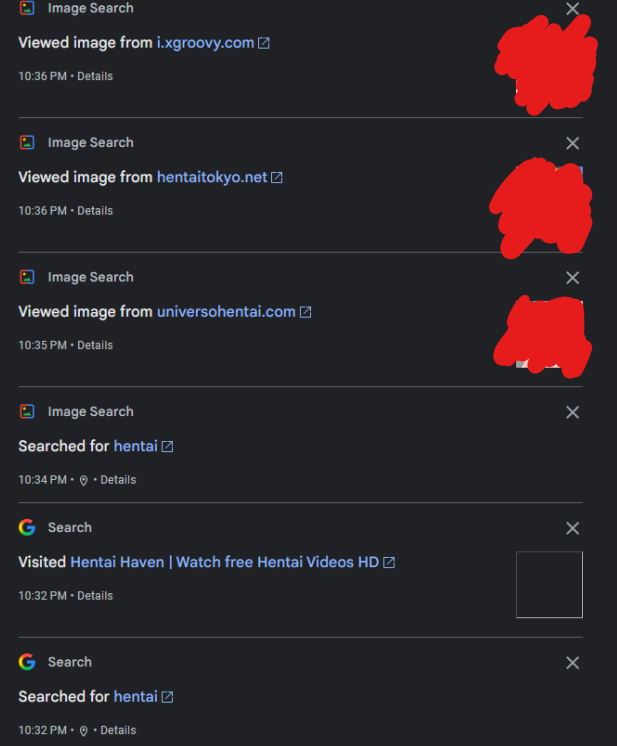 Image Search
Viewed image from i.xgroovy.com
10:36 PM • Details
Image Search
Viewed image from hentaitokyo.net
10:36 PM • Details
Image Search
Viewed image from universohentai.com
10:35 PM • Details
Image Search
Searched for hentai
10:34 PM • • Details
Search
Visited Hentai Haven | Watch free Hentai Videos HD
10:32 PM • Details
Search
Searched for hentai
10:32 PM • • Details